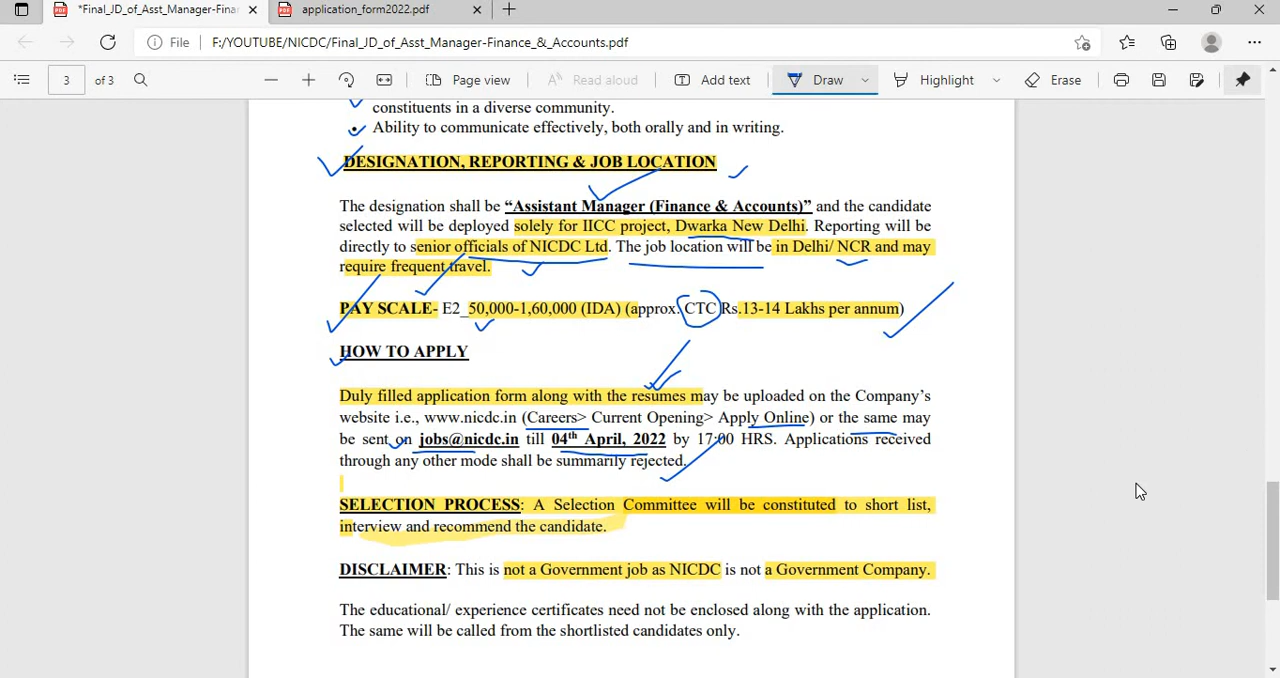 *Final_JD_of_Asst_Manager-Finar
application_form2022.pdf
File F:/YOUTUBE/NICDC/Final_JD_of_Asst_Manager-Finance_&_Accounts.pdf
3 of 3 Page view Read aloud Add text Draw Highlight Erase
constituents in a diverse community.
• Ability to communicate effectively, both orally and in writing.
DESIGNATION, REPORTING & JOB LOCATION
The designation shall be “Assistant Manager (Finance & Accounts)” and the candidate
selected will be deployed solely for IICC project, Dwarka New Delhi. Reporting will be
directly to senior officials of NICDC Ltd. The job location will be in Delhi/ NCR and may
require frequent travel.
PAY SCALE- E2_50,000-1,60,000 (IDA) (approx. CTC Rs.13-14 Lakhs per annum)
HOW TO APPLY
Duly filled application form along with the resumes may be uploaded on the Company’s
website i.e., www.nicdc.in (Careers> Current Opening> Apply Online) or the same may
be sent on jobs@nicdc.in till 04th April, 2022 by 17:00 HRS. Applications received
through any other mode shall be summarily rejected.
SELECTION PROCESS: A Selection Committee will be constituted to short list,
interview and recommend the candidate.
DISCLAIMER: This is not a Government job as NICDC is not a Government Company.
The educational/ experience certificates need not be enclosed along with the application.
The same will be called from the shortlisted candidates only.